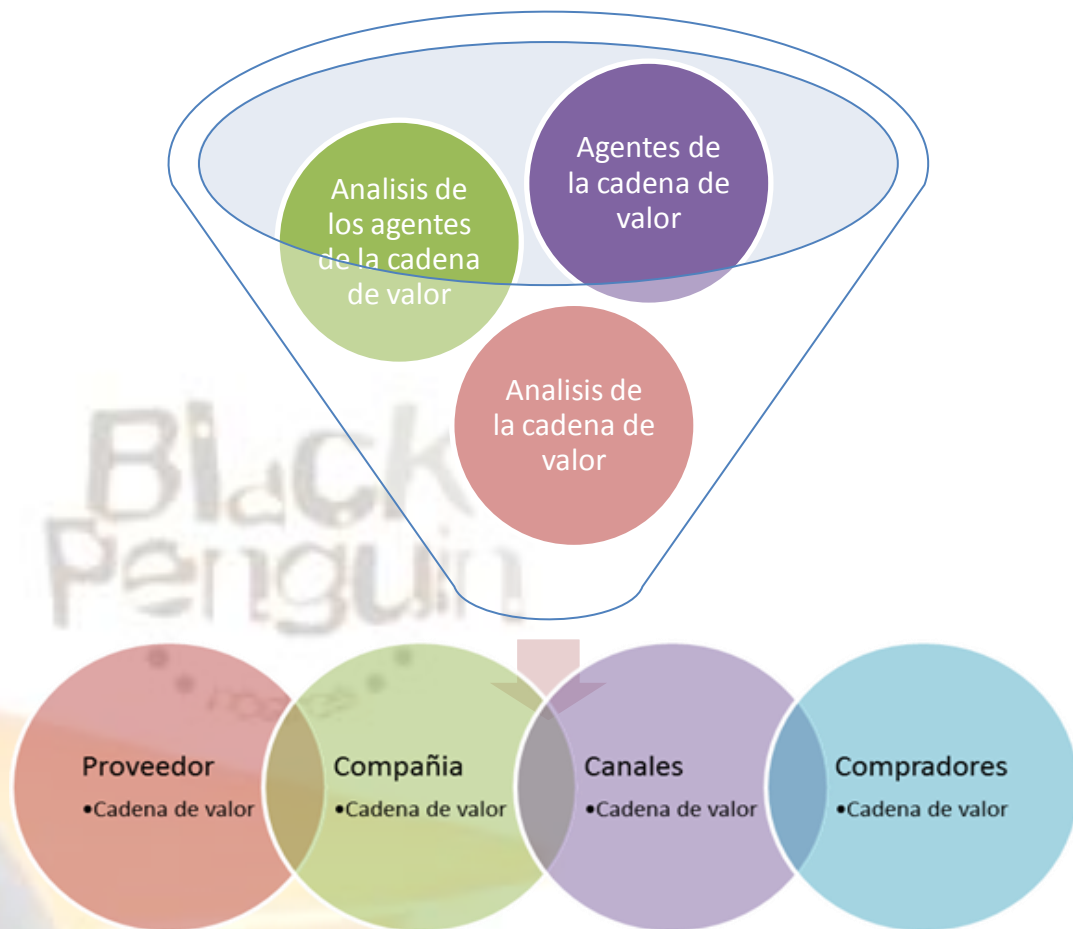 Agentes de
la cadena de
valor
Analisis de
los agentes
de la cadena
de valor
Analisis de
la cadena de
valor
Black
Penguin
Proveedor
•Cadena de valor
Compañia
•Cadena de valor
Canales
•Cadena de valor
Compradores
•Cadena de valor